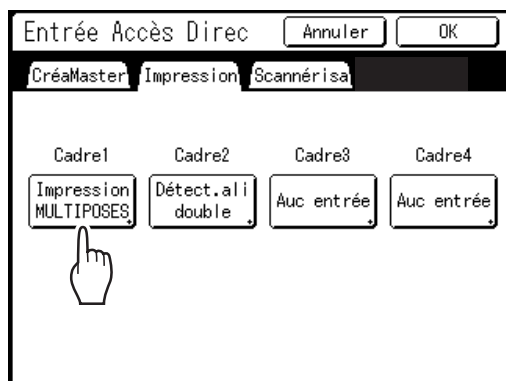 Entrée Accès Direc Annuler OK
CréaMaster Impression Scannérisa
Cadre1 Cadre2 Cadre3 Cadre4
Impression MULTIPOSES Détect.ali double Auc entrée Auc entrée